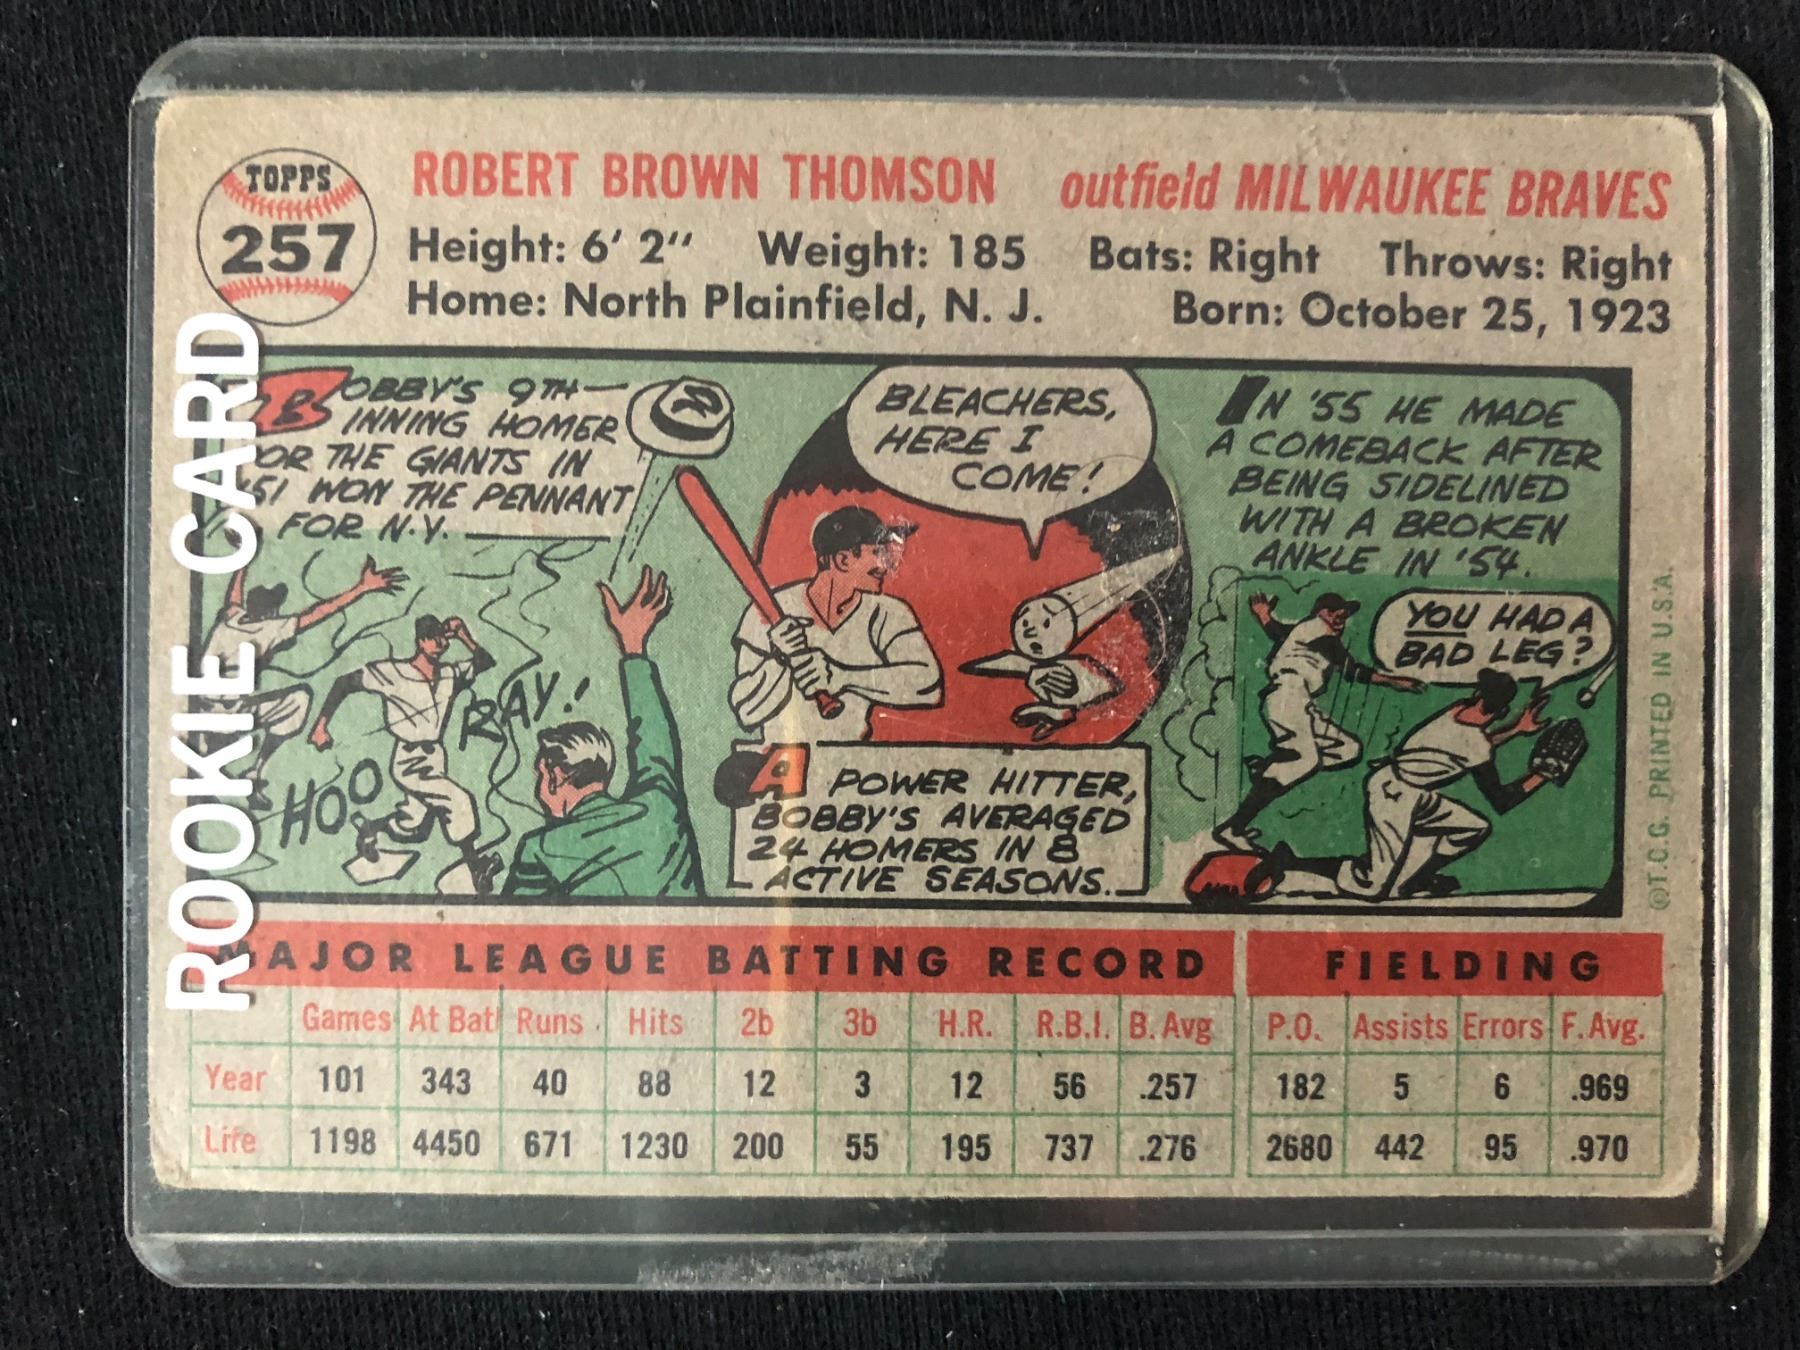 TOPPS
257
ROBERT BROWN THOMSON outfield MILWAUKEE BRAVES
Height: 6' 2" Weight: 185 Bats: Right Throws: Right
Home: North Plainfield, N. J. Born: October 25, 1923
ROOKIE CARD
BOBBY'S 9TH
INNING HOMER
FOR THE GIANTS IN
'51 WON THE PENNANT
FOR N.Y.
HOO
RAY!
BLEACHERS,
HERE I
COME!
A POWER HITTER,
BOBBY'S AVERAGED
24 HOMERS IN 8
ACTIVE SEASONS.
IN '55 HE MADE
A COMEBACK AFTER
BEING SIDELINED
WITH A BROKEN
ANKLE IN '54.
YOU HAD A
BAD LEG?
©T.C.G. PRINTED IN U.S.A.
MAJOR LEAGUE BATTING RECORD FIELDING
Games At Bat Runs Hits 2b 3b H.R. R.B.I. B. Avg P.O. Assists Errors F. Avg.
Year 101 343 40 88 12 3 12 56 .257 182 5 6 .969
Life 1198 4450 671 1230 200 55 195 737 .276 2680 442 95 .970